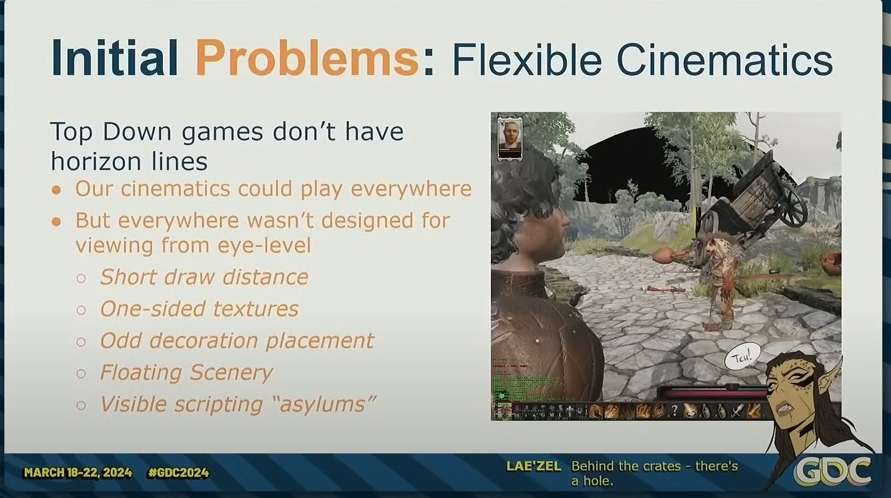 Initial Problems: Flexible Cinematics
Top Down games don't have
horizon lines
● Our cinematics could play everywhere
● But everywhere wasn't designed for
viewing from eye-level
○ Short draw distance
○ One-sided textures
○ Odd decoration placement
○ Floating Scenery
○ Visible scripting "asylums"
Tch!
MARCH 18-22, 2024 #GDC2024
LAE'ZEL Behind the crates - there's
a hole.
GDC